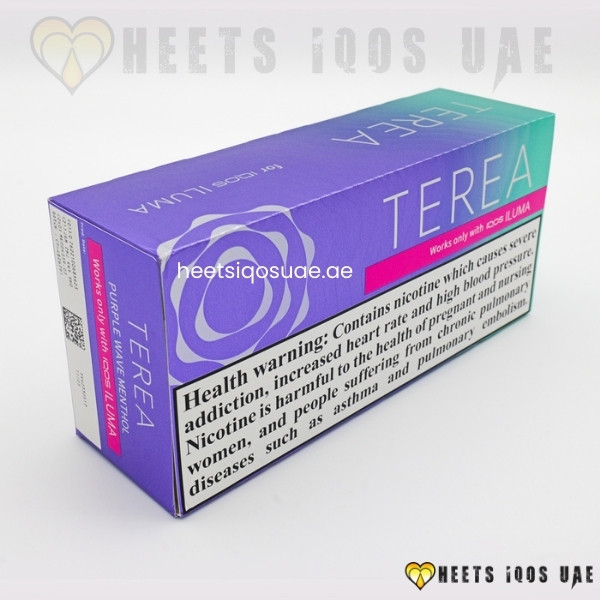 HEETS iQOS UAE
TEREA
for IQOS ILUMA
TEREA
Works only with IQOS ILUMA
heetsiqosuae.ae
Health warning: Contains nicotine which causes severe
addiction, increased heart rate and high blood pressure.
Nicotine is harmful to the health of pregnant and nursing
women, and people suffering from chronic pulmonary
diseases such as asthma and pulmonary embolism.
TEREA
PURPLE WAVE MENTHOL
Works only with IQOS ILUMA
HEETS iQOS UAE